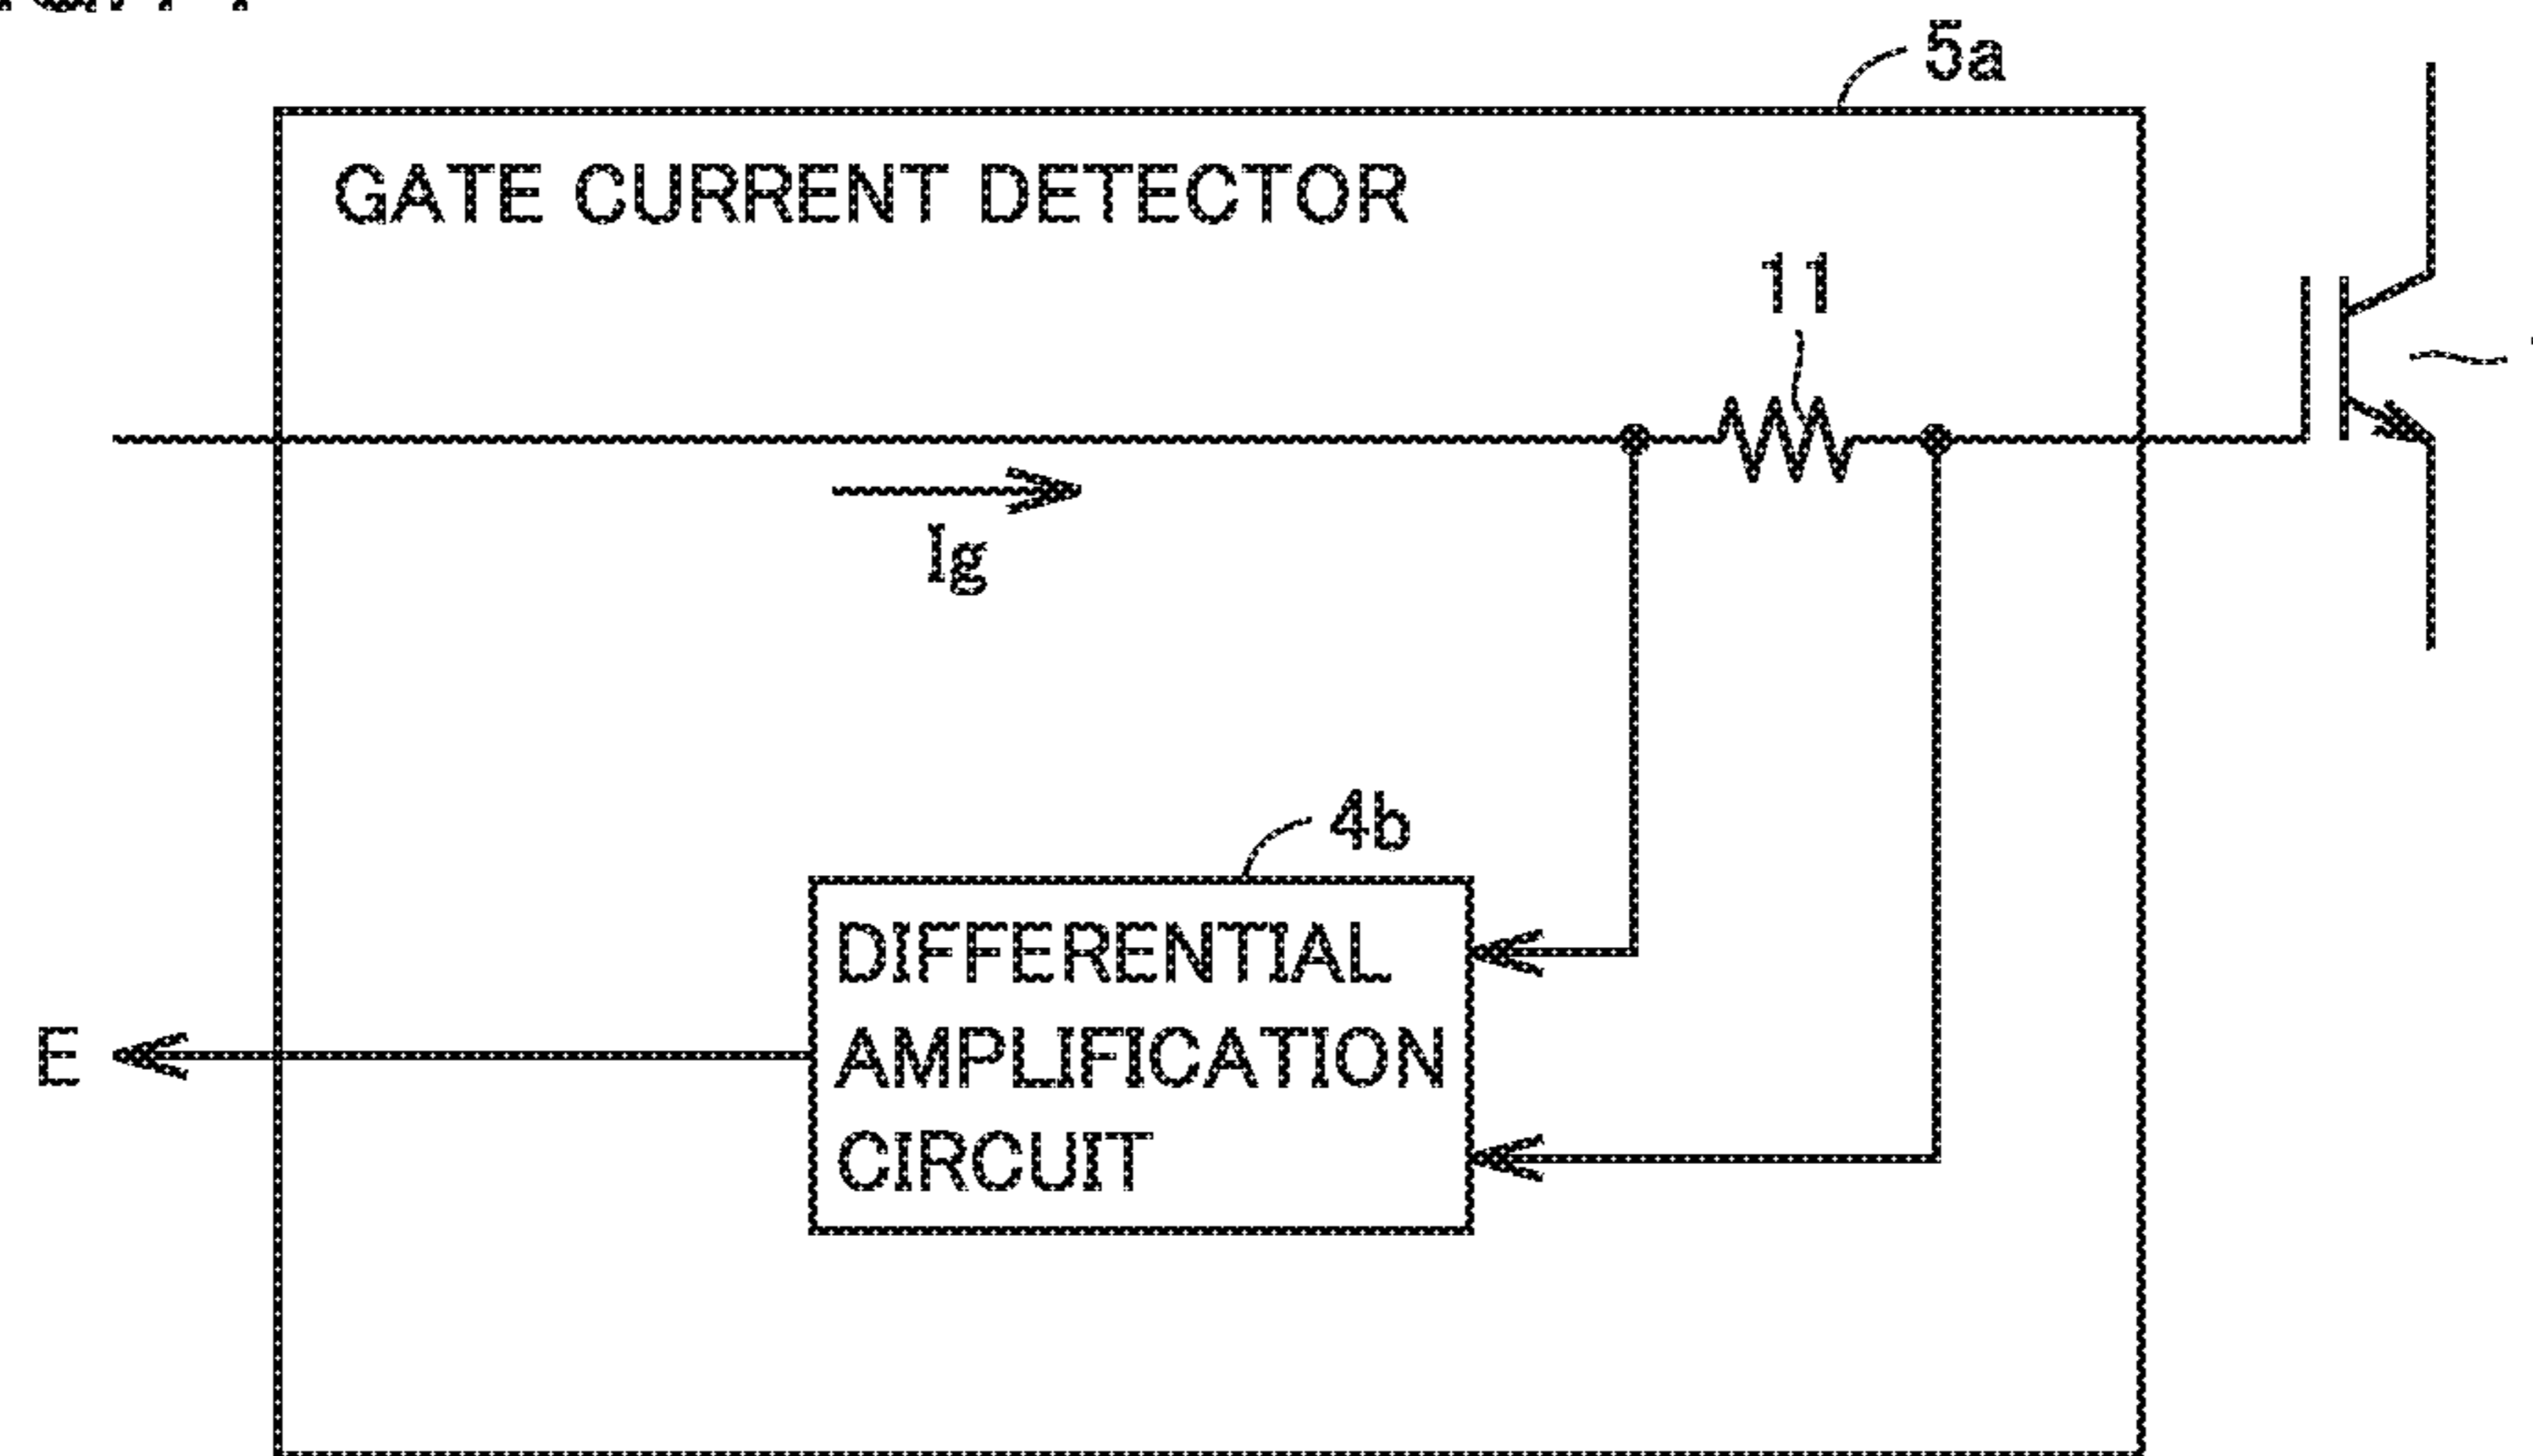 5a
GATE CURRENT DETECTOR
11
Ig
4b
DIFFERENTIAL
AMPLIFICATION
CIRCUIT
E